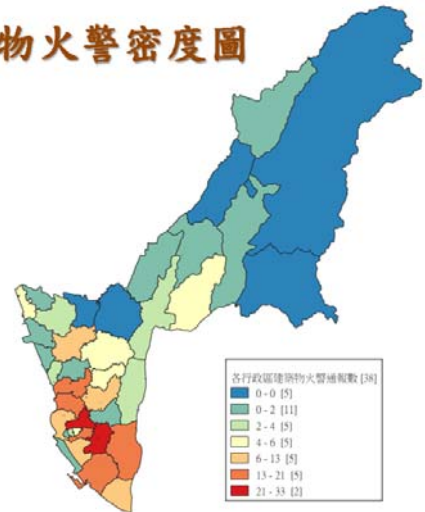 物火警密度圖
各行政區建築物火警通報數 [38]
0 - 0 [5]
0 - 2 [11]
2 - 4 [5]
4 - 6 [5]
6 - 13 [5]
13 - 21 [5]
21 - 33 [2]